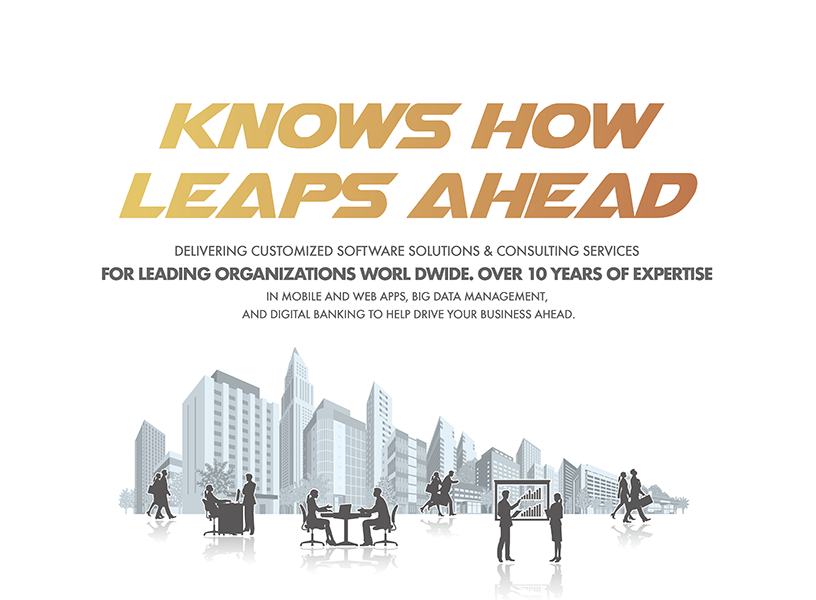 KNOWS HOW
LEAPS AHEAD
DELIVERING CUSTOMIZED SOFTWARE SOLUTIONS & CONSULTING SERVICES
FOR LEADING ORGANIZATIONS WORL DWIDE. OVER 10 YEARS OF EXPERTISE
IN MOBILE AND WEB APPS, BIG DATA MANAGEMENT,
AND DIGITAL BANKING TO HELP DRIVE YOUR BUSINESS AHEAD.